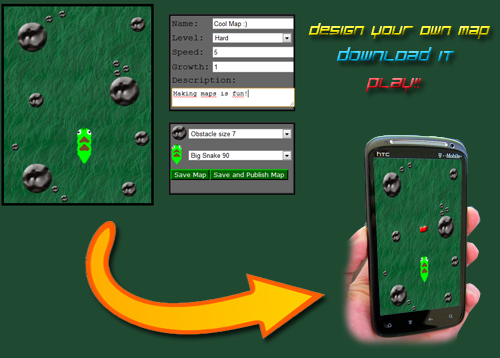 Name: Cool Map :)
Level: Hard
Speed: 5
Growth: 1
Description:
Making maps is fun!
Obstacle size 7
Big Snake 90
Save Map Save and Publish Map
DESIGN YOUR OWN MAP
DOWNLOAD IT
PLAY!!
hTC T··Mobile·